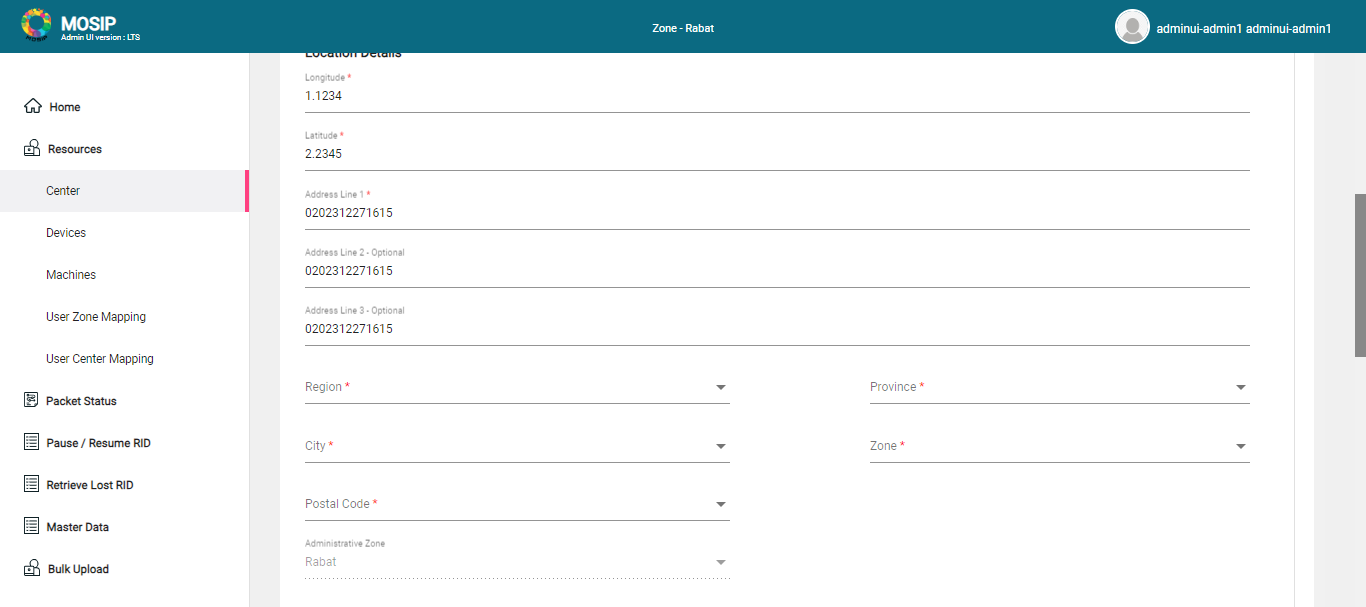 MOSIP
Admin UI version : LTS
Zone - Rabat
adminui-admin1 adminui-admin1
Home
Resources
Center
Devices
Machines
User Zone Mapping
User Center Mapping
Packet Status
Pause / Resume RID
Retrieve Lost RID
Master Data
Bulk Upload
Location Details
Longitude *
1.1234
Latitude *
2.2345
Address Line 1 *
0202312271615
Address Line 2 - Optional
0202312271615
Address Line 3 - Optional
0202312271615
Region *
Province *
City *
Zone *
Postal Code *
Administrative Zone
Rabat